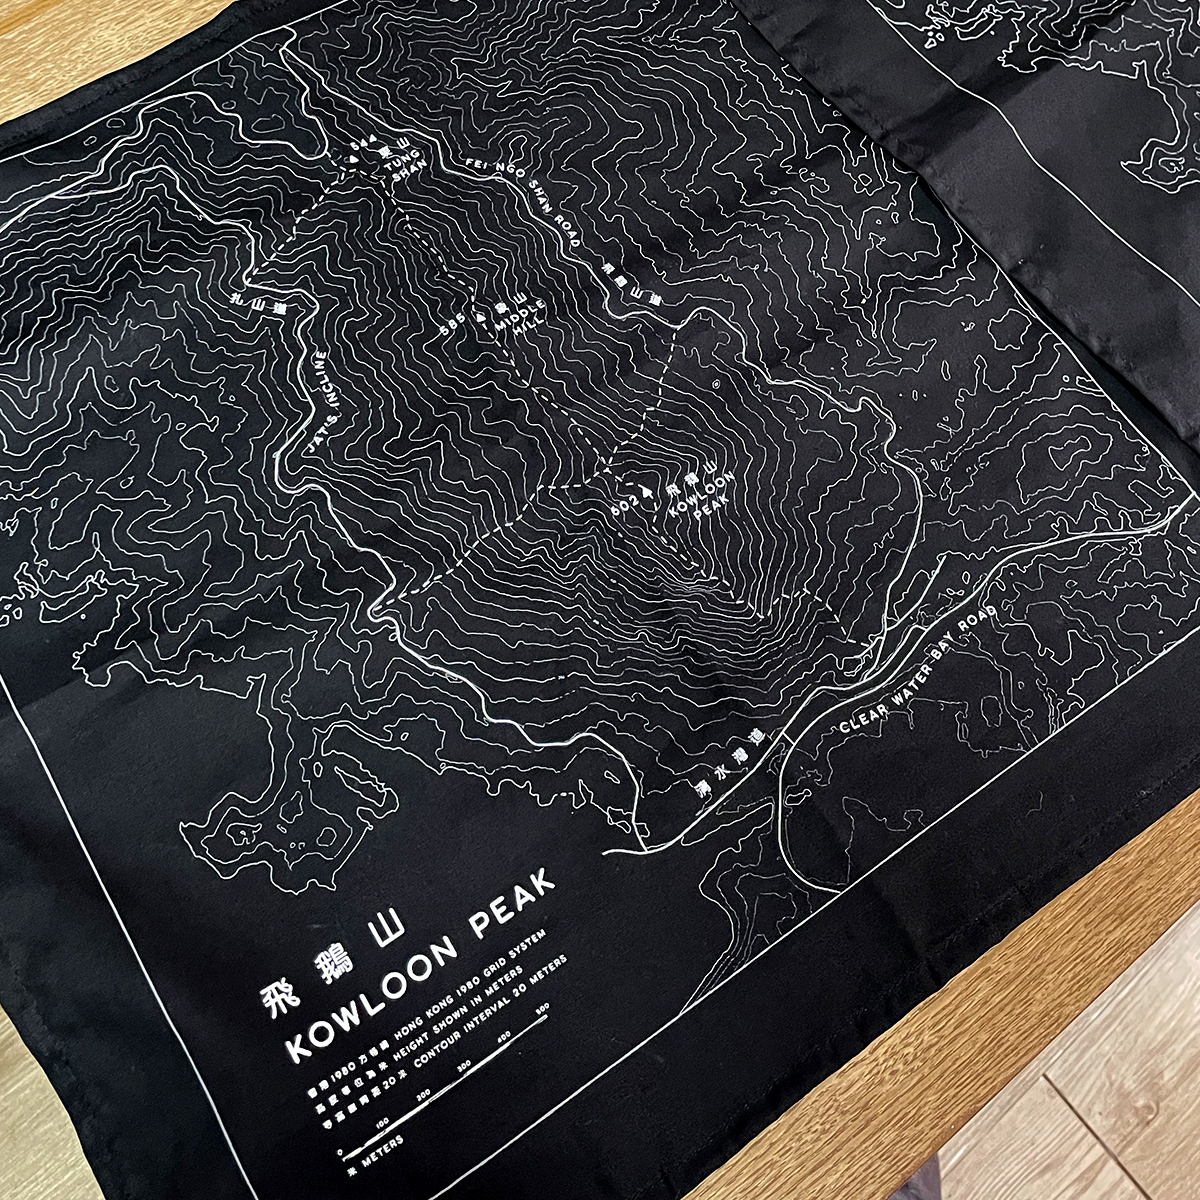 544
東山
TUNG
SHAN
FEI NGO SHAN ROAD
飛鵝山道
扎山道
JAT'S INCLINE
585
象山
MIDDLE
HILL
602
飛鵝山
KOWLOON
PEAK
清水灣道
CLEAR WATER BAY ROAD
飛鵝山
KOWLOON PEAK
香港1980方格網 HONG KONG 1980 GRID SYSTEM
高度單位為米 HEIGHT SHOWN IN METERS
等高線間距20米 CONTOUR INTERVAL 20 METERS
0 100 200 300 400 500
米 METERS